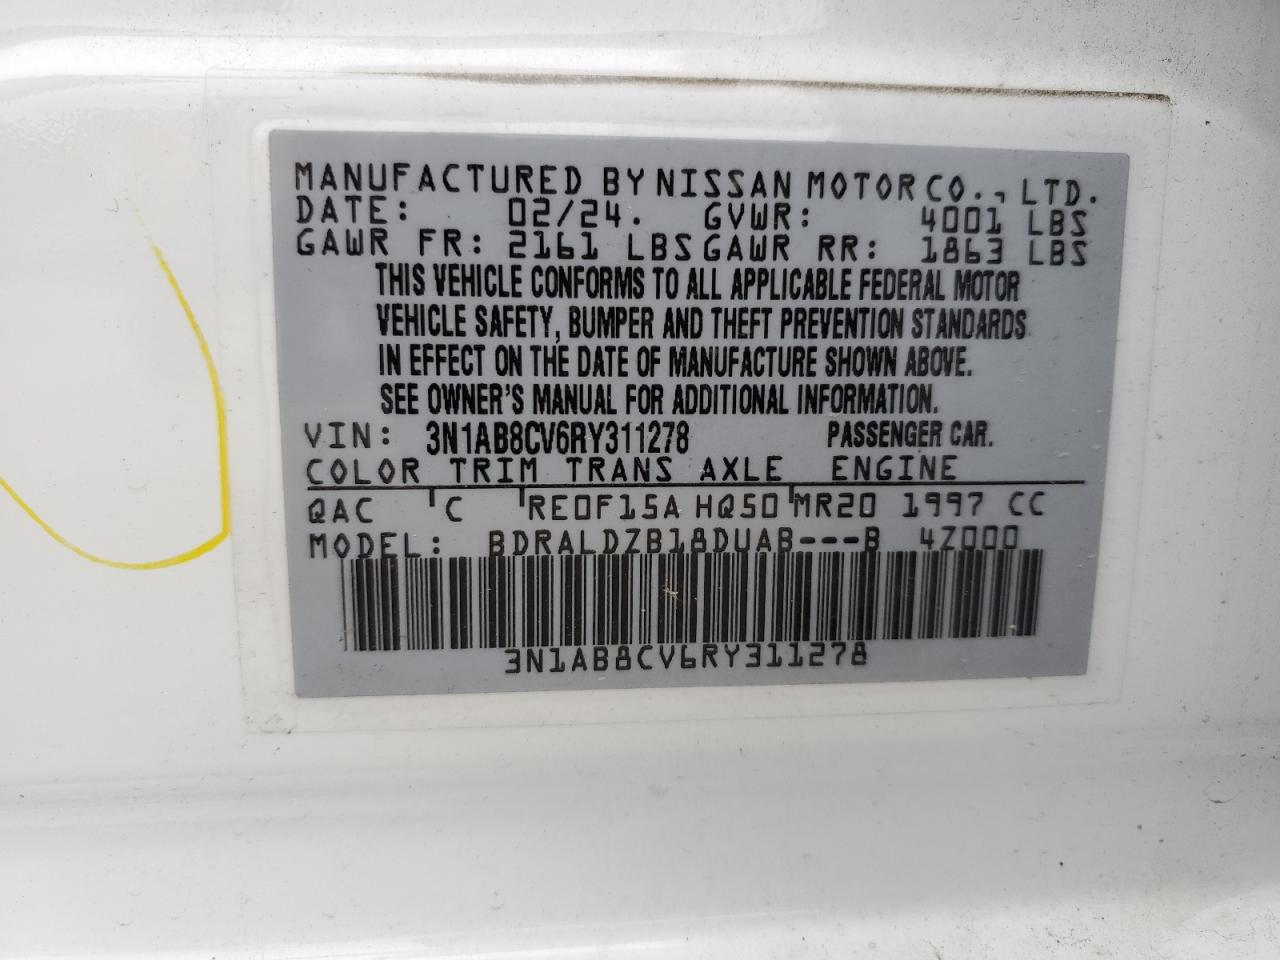 MANUFACTURED BY NISSAN MOTOR CO., LTD.
DATE: 02/24. GVWR: 4001 LBS
GAWR FR: 2161 LBS GAWR RR: 1863 LBS
THIS VEHICLE CONFORMS TO ALL APPLICABLE FEDERAL MOTOR
VEHICLE SAFETY, BUMPER AND THEFT PREVENTION STANDARDS
IN EFFECT ON THE DATE OF MANUFACTURE SHOWN ABOVE.
SEE OWNER'S MANUAL FOR ADDITIONAL INFORMATION.
VIN: 3N1AB8CV6RY311278 PASSENGER CAR.
COLOR TRIM TRANS AXLE ENGINE
QAC C RE0F15A HQ50 MR20 1997 CC
MODEL: BDRALDZB18DUAB---B 4Z000
3N1AB8CV6RY311278